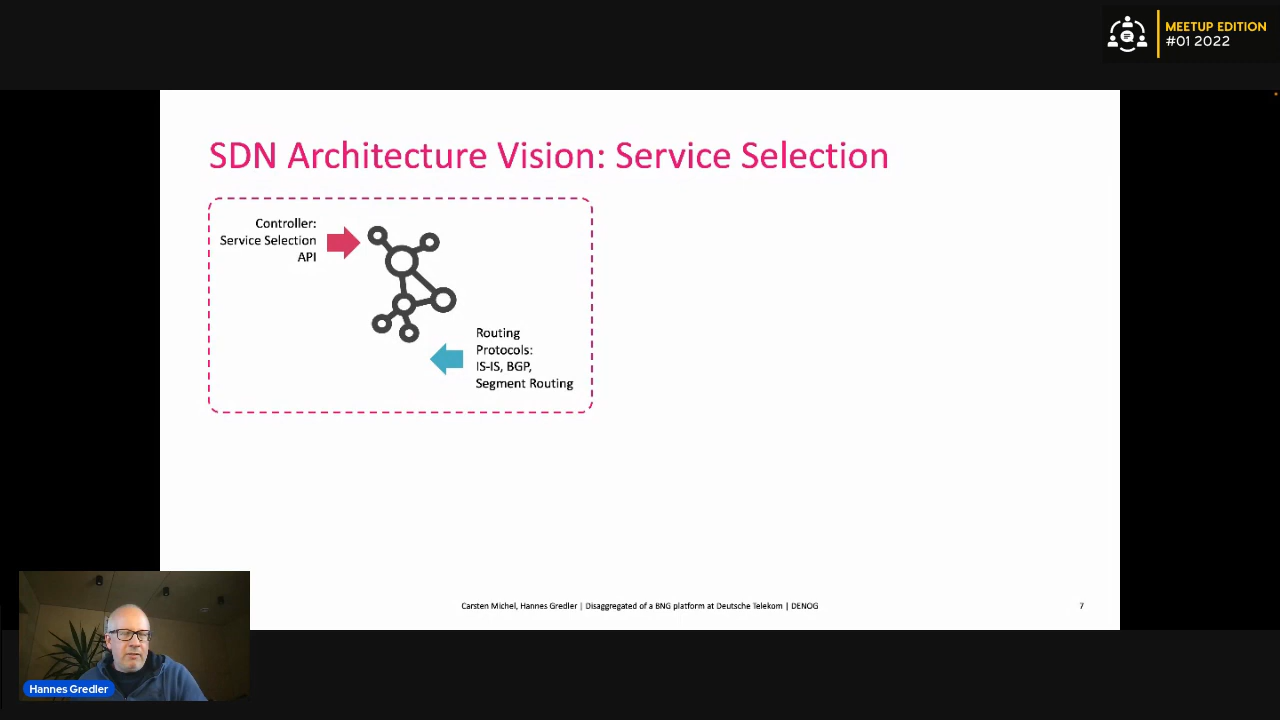 MEETUP EDITION
#01 2022
SDN Architecture Vision: Service Selection
Controller:
Service Selection
API
Routing
Protocols:
IS-IS, BGP,
Segment Routing
Carsten Michel, Hannes Gredler | Disaggregated of a BNG platform at Deutsche Telekom | DENOG
7
Hannes Gredler